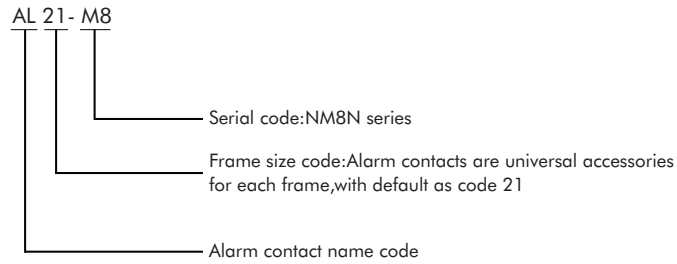 AL 21- M8
Serial code:NM8N series
Frame size code:Alarm contacts are universal accessories
for each frame,with default as code 21
Alarm contact name code